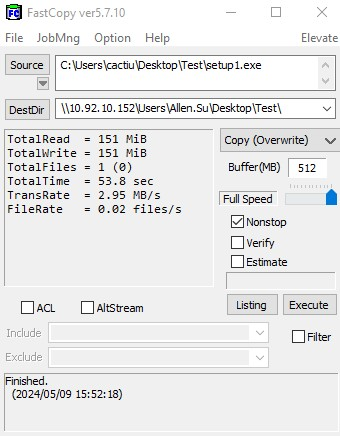 FastCopy ver5.7.10
File JobMng Option Help Elevate
Source C:\Users\cactiu\Desktop\Test\setup1.exe
DestDir \\10.92.10.152\Users\Allen.Su\Desktop\Test\
TotalRead = 151 MiB
TotalWrite = 151 MiB
TotalFiles = 1 (0)
TotalTime = 53.8 sec
TransRate = 2.95 MB/s
FileRate = 0.02 files/s
Copy (Overwrite)
Buffer(MB) 512
Full Speed
Nonstop
Verify
Estimate
Listing Execute
ACL AltStream
Include
Filter
Exclude
Finished.
(2024/05/09 15:52:18)